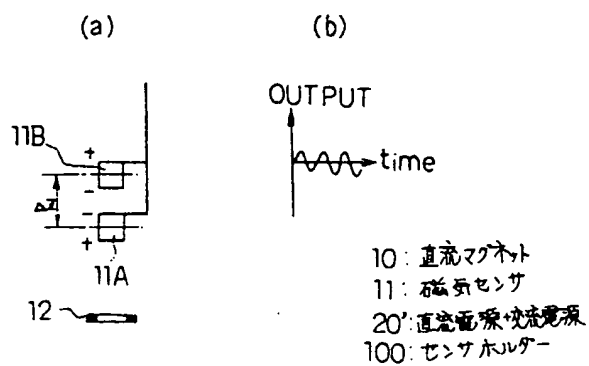 (a)
(b)
OUTPUT
time
11B
+
-
ΔZ
-
+
11A
12
10: 直流マグネット
11: 磁気センサ
20': 直流電源+交流電源
100: センサホルダー